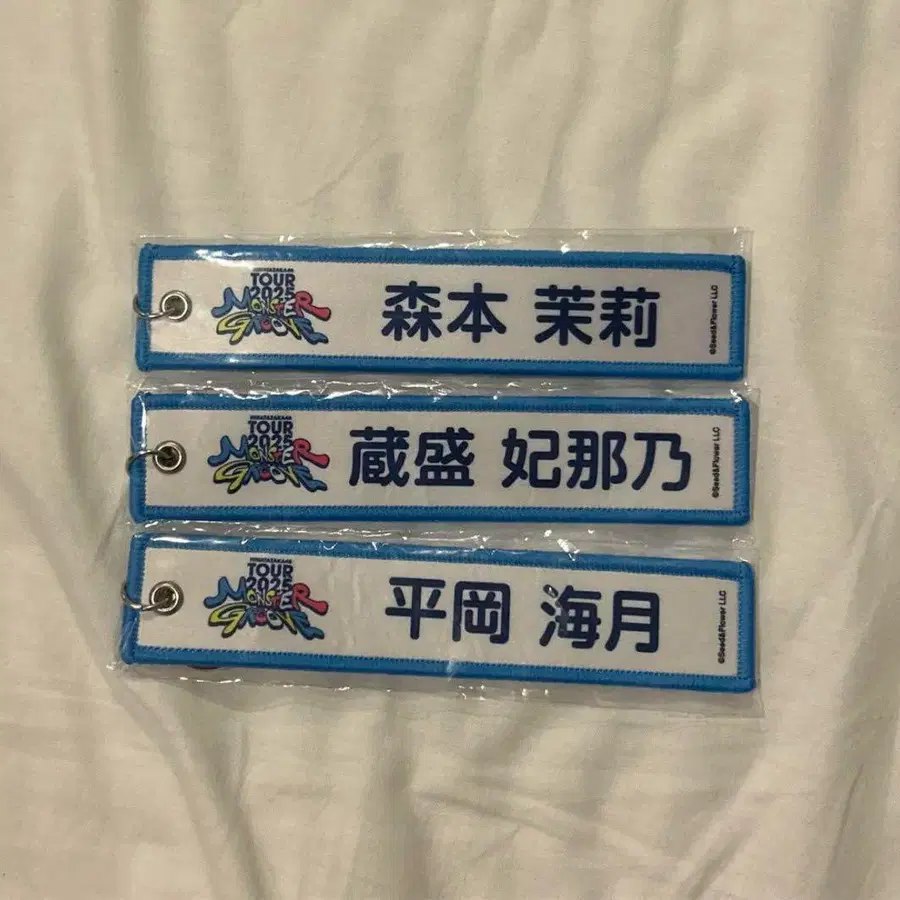 HINATAZAKA46
TOUR
2025
MONSTER
GROOVE
森本 茉莉
©Seed&Flower LLC
HINATAZAKA46
TOUR
2025
MONSTER
GROOVE
蔵盛 妃那乃
©Seed&Flower LLC
HINATAZAKA46
TOUR
2025
MONSTER
GROOVE
平岡 海月
©Seed&Flower LLC